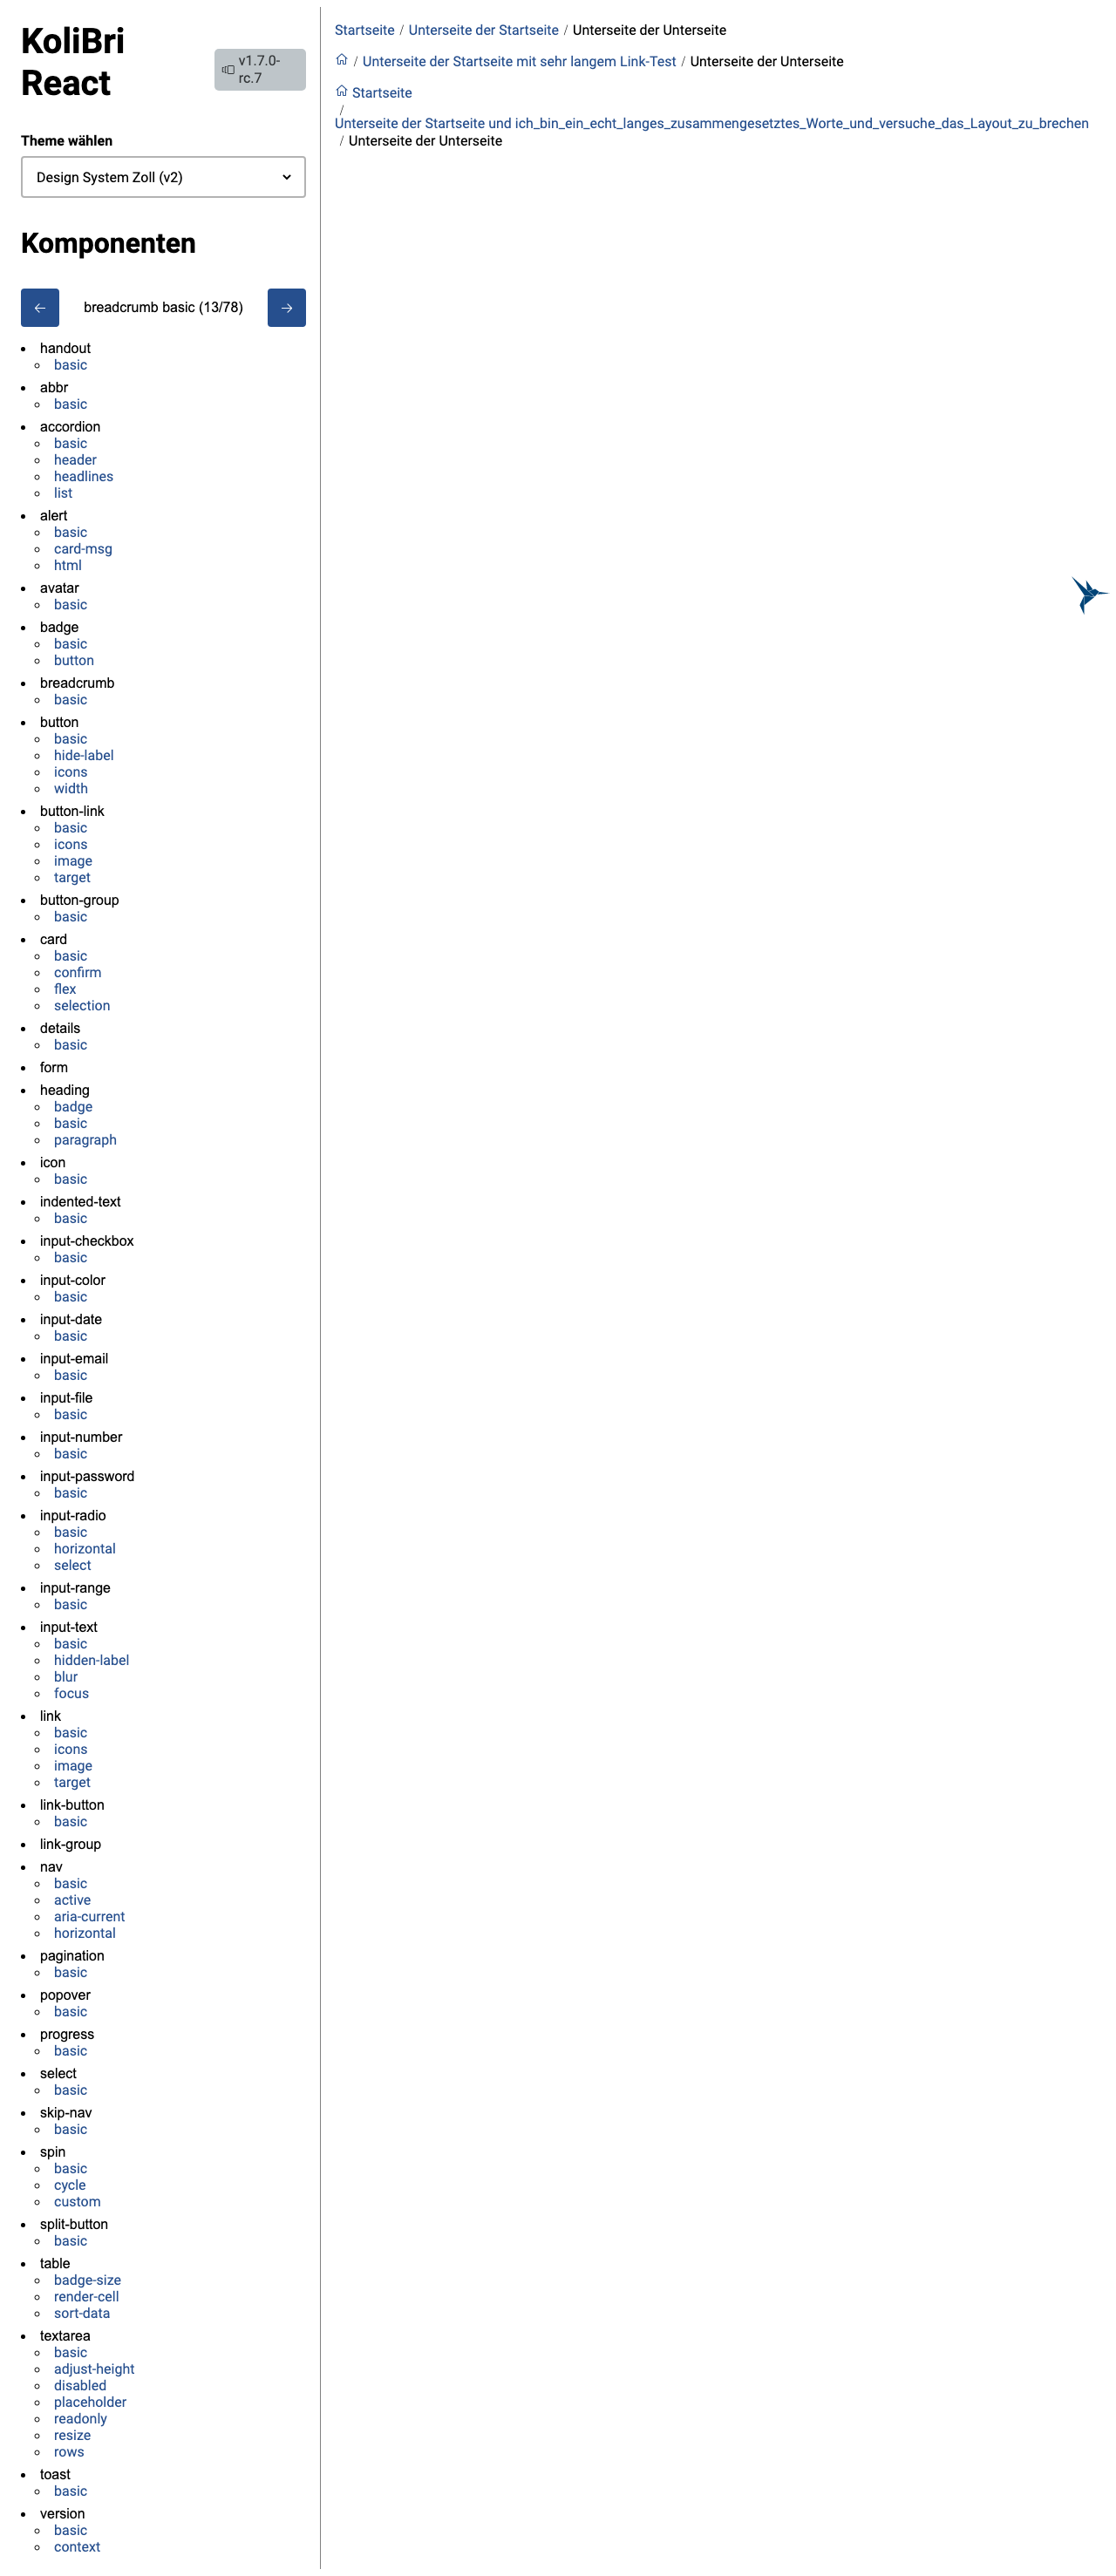 KoliBri
React
v1.7.0-
rc.7
Theme wählen
Design System Zoll (v2)
Komponenten
breadcrumb basic (13/78)
handout
basic
abbr
basic
accordion
basic
header
headlines
list
alert
basic
card-msg
html
avatar
basic
badge
basic
button
breadcrumb
basic
button
basic
hide-label
icons
width
button-link
basic
icons
image
target
button-group
basic
card
basic
confirm
flex
selection
details
basic
form
heading
badge
basic
paragraph
icon
basic
indented-text
basic
input-checkbox
basic
input-color
basic
input-date
basic
input-email
basic
input-file
basic
input-number
basic
input-password
basic
input-radio
basic
horizontal
select
input-range
basic
input-text
basic
hidden-label
blur
focus
link
basic
icons
image
target
link-button
basic
link-group
nav
basic
active
aria-current
horizontal
pagination
basic
popover
basic
progress
basic
select
basic
skip-nav
basic
spin
basic
cycle
custom
split-button
basic
table
badge-size
render-cell
sort-data
textarea
basic
adjust-height
disabled
placeholder
readonly
resize
rows
toast
basic
version
basic
context
Startseite / Unterseite der Startseite / Unterseite der Unterseite
/ Unterseite der Startseite mit sehr langem Link-Test / Unterseite der Unterseite
Startseite
/
Unterseite der Startseite und ich_bin_ein_echt_langes_zusammengesetztes_Worte_und_versuche_das_Layout_zu_brechen
/ Unterseite der Unterseite